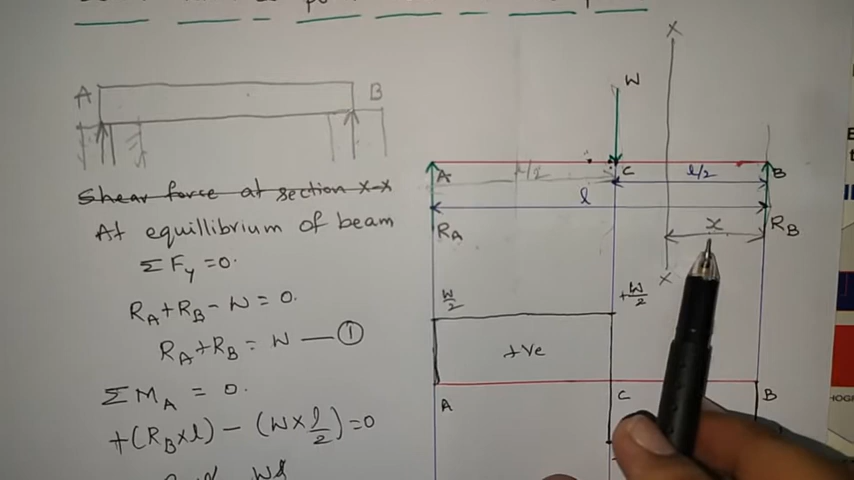 A B
Shear force at section x-x
At equillibrium of beam
ΣFy = 0.
RA + RB - W = 0.
RA + RB = W — ①
ΣMA = 0.
+(RB x l) - (W x l/2) = 0
X
W
A l/2 C l/2 B
l
RA x RB
X
W/2 +W/2
+Ve
A C B